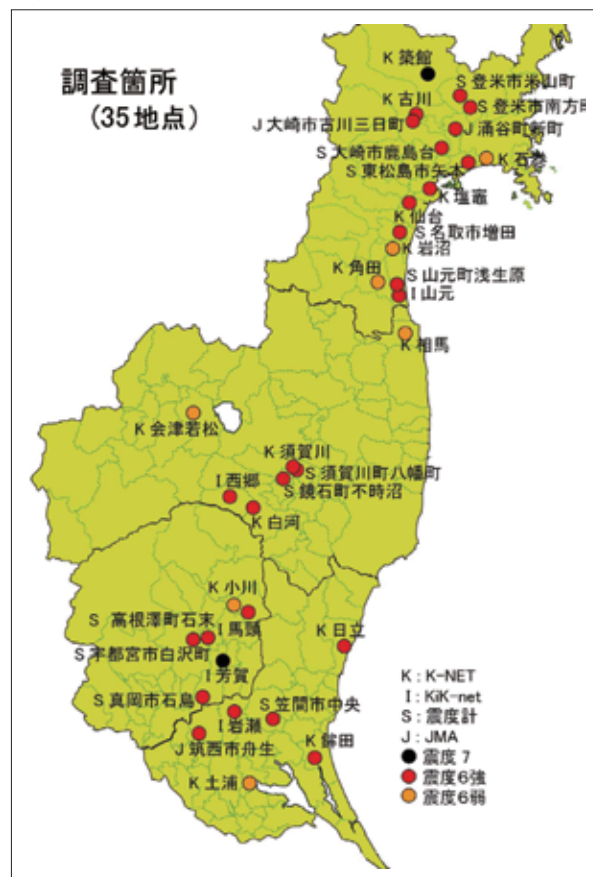 調査箇所
(35地点)
K 築館
S 登米市米山町
K 古川
S 登米市南方町
J 大崎市古川三日町
J 涌谷町新町
S 大崎市鹿島台
K 石巻
S 東松島市矢本
K 塩竈
K 仙台
S 名取市増田
K 岩沼
K 角田
S 山元町浅生原
I 山元
K 相馬
K 会津若松
K 須賀川
S 須賀川町八幡町
I 西郷
S 鏡石町不時沼
K 白河
K 小川
S 高根澤町石末
I 馬頭
K 日立
S 宇都宮市白沢町
I 芳賀
S 真岡市石島
S 笠間市中央
I 岩瀬
J 筑西市舟生
K 鉾田
K 土浦
K : K-NET
I : KiK-net
S : 震度計
J : JMA
震度 7
震度6強
震度6弱